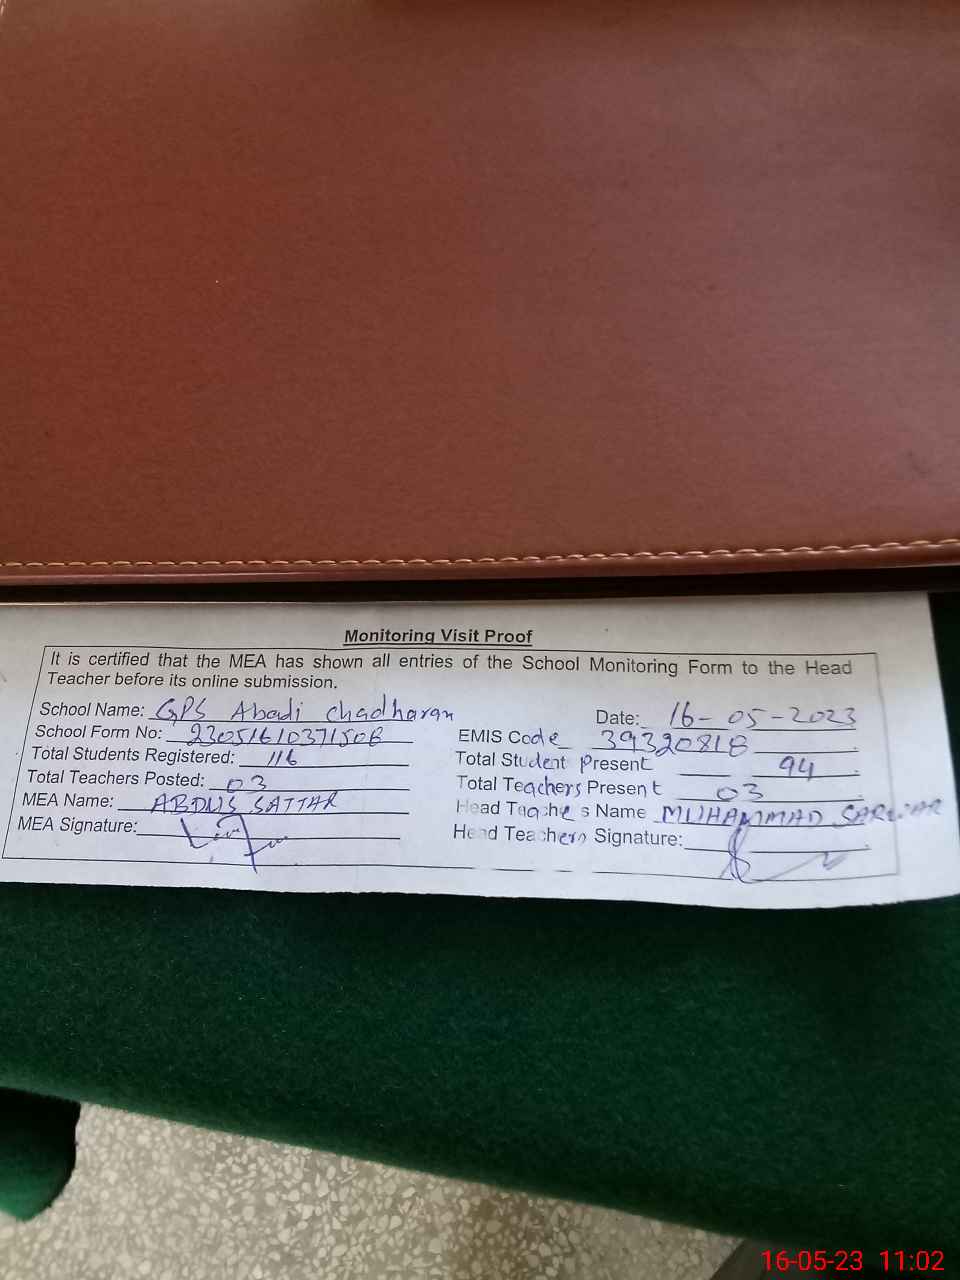 Monitoring Visit Proof
It is certified that the MEA has shown all entries of the School Monitoring Form to the Head
Teacher before its online submission.
School Name: GPS Abadi Chadharan
Date: 16-05-2023
School Form No: 23051610371506
EMIS Code 39320818
Total Students Registered: 116
Total Student Present 94
Total Teachers Posted: 03
Total Teachers Present 03
MEA Name: SATTAR
Head Teachers Name MUHAMMAD SARWAR
MEA Signature:
Head Teachers Signature:
16-05-23 11:02